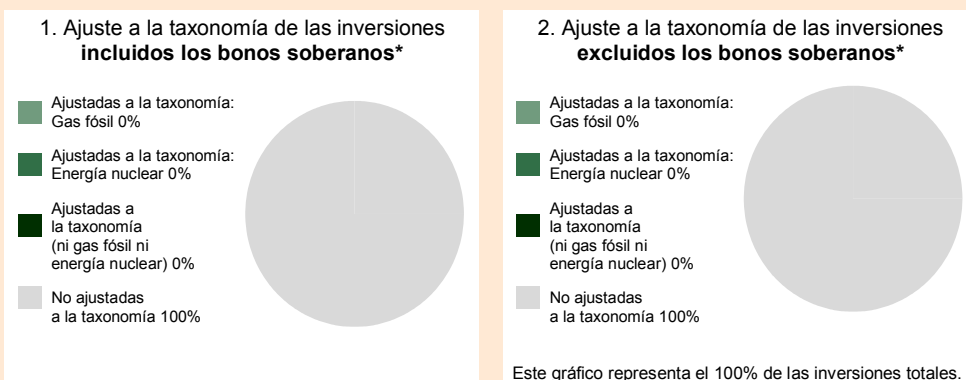 1. Ajuste a la taxonomía de las inversiones
incluidos los bonos soberanos*
Ajustadas a la taxonomía:
Gas fósil 0%
Ajustadas a la taxonomía:
Energía nuclear 0%
Ajustadas a
la taxonomía
(ni gas fósil ni
energía nuclear) 0%
No ajustadas
a la taxonomía 100%
2. Ajuste a la taxonomía de las inversiones
excluidos los bonos soberanos*
Ajustadas a la taxonomía:
Gas fósil 0%
Ajustadas a la taxonomía:
Energía nuclear 0%
Ajustadas a
la taxonomía
(ni gas fósil ni
energía nuclear) 0%
No ajustadas
a la taxonomía 100%
Este gráfico representa el 100% de las inversiones totales.